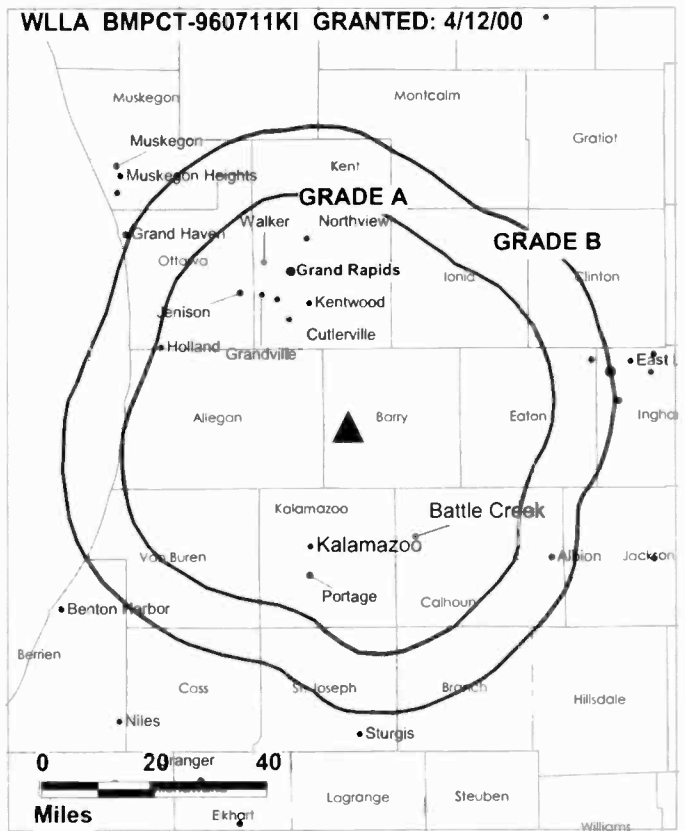 WLLA BMPCT-960711KI GRANTED: 4/12/00
Muskegon
Montcalm
Gratiot
Muskegon
Kent
Muskegon Heights
GRADE A
Walker Northview
Grand Haven
GRADE B
Ottawa
Grand Rapids
Ionia
Clinton
Kentwood
Jenison
Cutlerville
Holland
Grandville
East L
Allegan
Barry
Eaton
Ingha
Kalamazoo
Battle Creek
Kalamazoo
Van Buren
Albion
Jackson
Portage
Calhoun
Benton Harbor
Berrien
Cass
St. Joseph
Branch
Hillsdale
Niles
Sturgis
0 20 40
Miles
Lagrange
Steuben
Elkhart
Williams